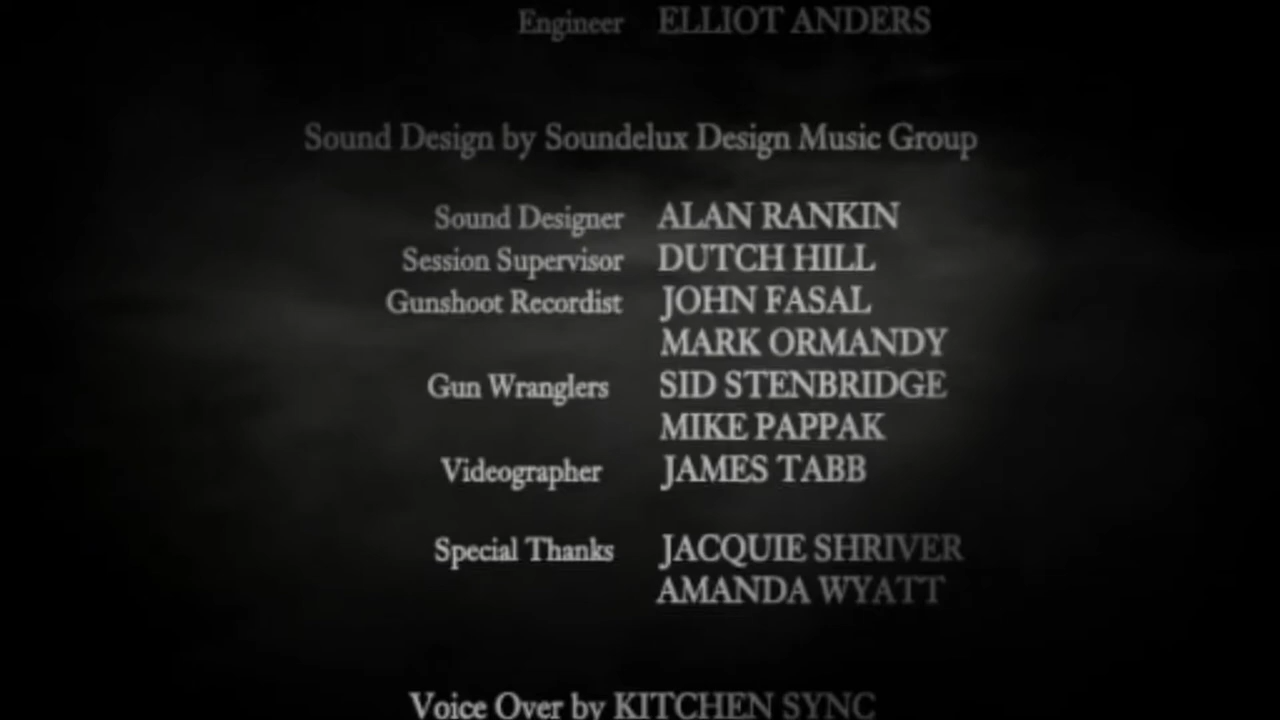 Engineer ELLIOT ANDERS
Sound Design by Soundelux Design Music Group
Sound Designer ALAN RANKIN
Session Supervisor DUTCH HILL
Gunshoot Recordist JOHN FASAL
MARK ORMANDY
Gun Wranglers SID STENBRIDGE
MIKE PAPPAK
Videographer JAMES TABB
Special Thanks JACQUIE SHRIVER
AMANDA WYATT
Voice Over by KITCHEN SYNC